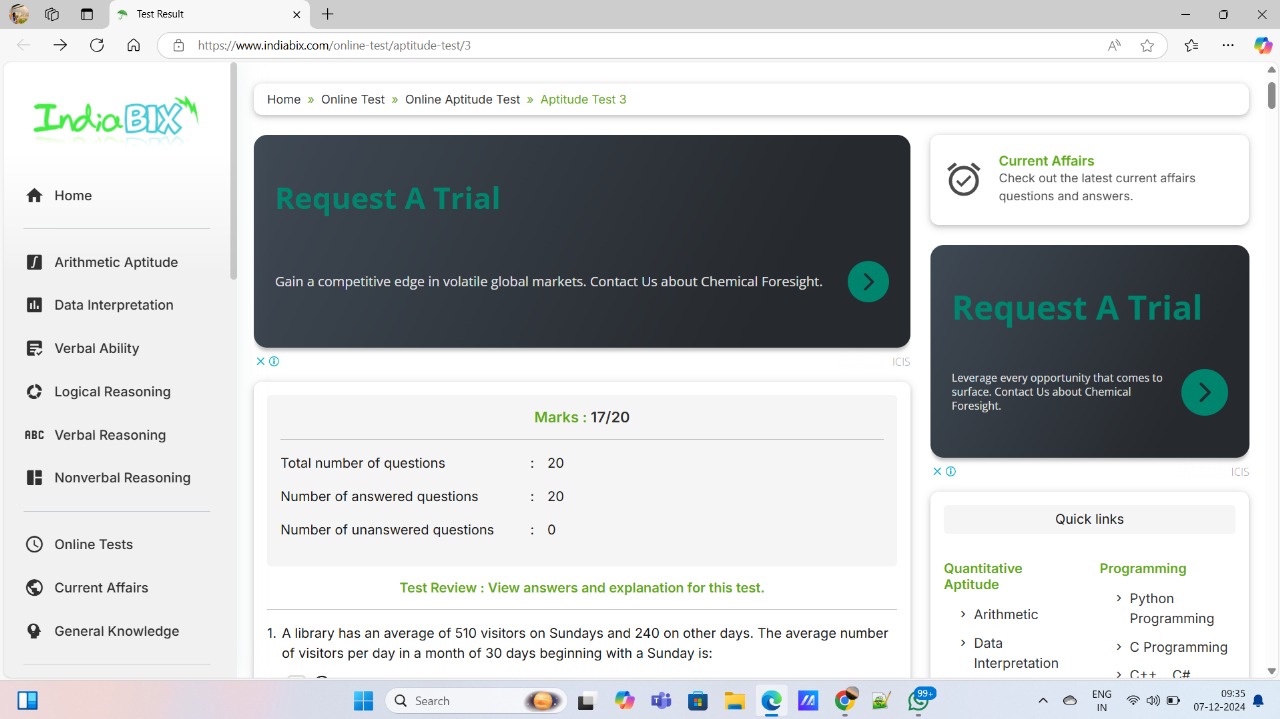 Test Result
https://www.indiabix.com/online-test/aptitude-test/3
IndiaBIX
Home
Arithmetic Aptitude
Data Interpretation
Verbal Ability
Logical Reasoning
ABC Verbal Reasoning
Nonverbal Reasoning
Online Tests
Current Affairs
General Knowledge
Home » Online Test » Online Aptitude Test » Aptitude Test 3
Request A Trial
Gain a competitive edge in volatile global markets. Contact Us about Chemical Foresight.
ICIS
Marks : 17/20
Total number of questions : 20
Number of answered questions : 20
Number of unanswered questions : 0
Test Review : View answers and explanation for this test.
1. A library has an average of 510 visitors on Sundays and 240 on other days. The average number
of visitors per day in a month of 30 days beginning with a Sunday is:
Current Affairs
Check out the latest current affairs
questions and answers.
Request A Trial
Leverage every opportunity that comes to
surface. Contact Us about Chemical
Foresight.
ICIS
Quick links
Quantitative
Aptitude
Arithmetic
Data
Interpretation
Programming
Python
Programming
C Programming
C++ , C#
Search
99+
ENG
IN
09:35
07-12-2024